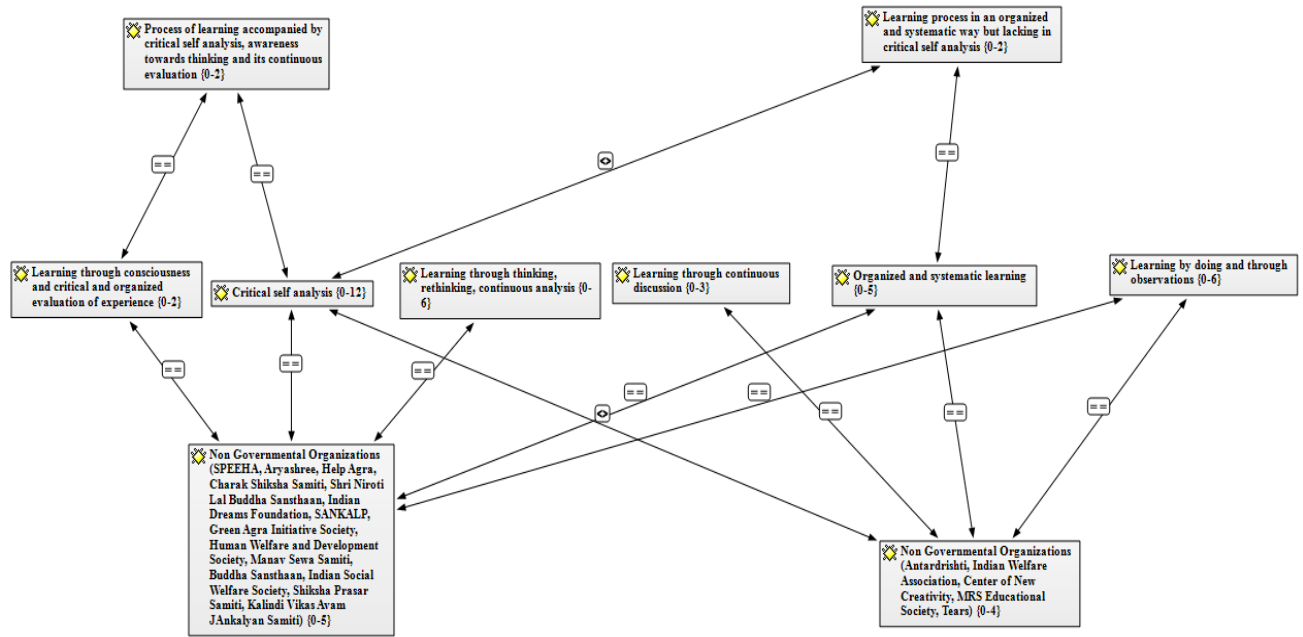 Process of learning accompanied by
critical self analysis, awareness
towards thinking and its continuous
evaluation {0-2}
Learning process in an organized
and systematic way but lacking in
critical self analysis {0-2}
<>
==
==
==
Learning through consciousness
and critical and organized
evaluation of experience {0-2}
Critical self analysis {0-12}
Learning through thinking,
rethinking, continuous analysis {0-
6}
Learning through continuous
discussion {0-3}
Organized and systematic learning
{0-5}
Learning by doing and through
observations {0-6}
==
==
==
==
==
<>
==
==
==
Non Governmental Organizations
(SPEEHA, Aryashree, Help Agra,
Charak Shiksha Samiti, Shri Niroti
Lal Buddha Sansthaan, Indian
Dreams Foundation, SANKALP,
Green Agra Initiative Society,
Human Welfare and Development
Society, Manav Sewa Samiti,
Buddha Sansthaan, Indian Social
Welfare Society, Shiksha Prasar
Samiti, Kalindi Vikas Avam
JAnkalyan Samiti) {0-5}
Non Governmental Organizations
(Antardrishti, Indian Welfare
Association, Center of New
Creativity, MRS Educational
Society, Tears) {0-4}